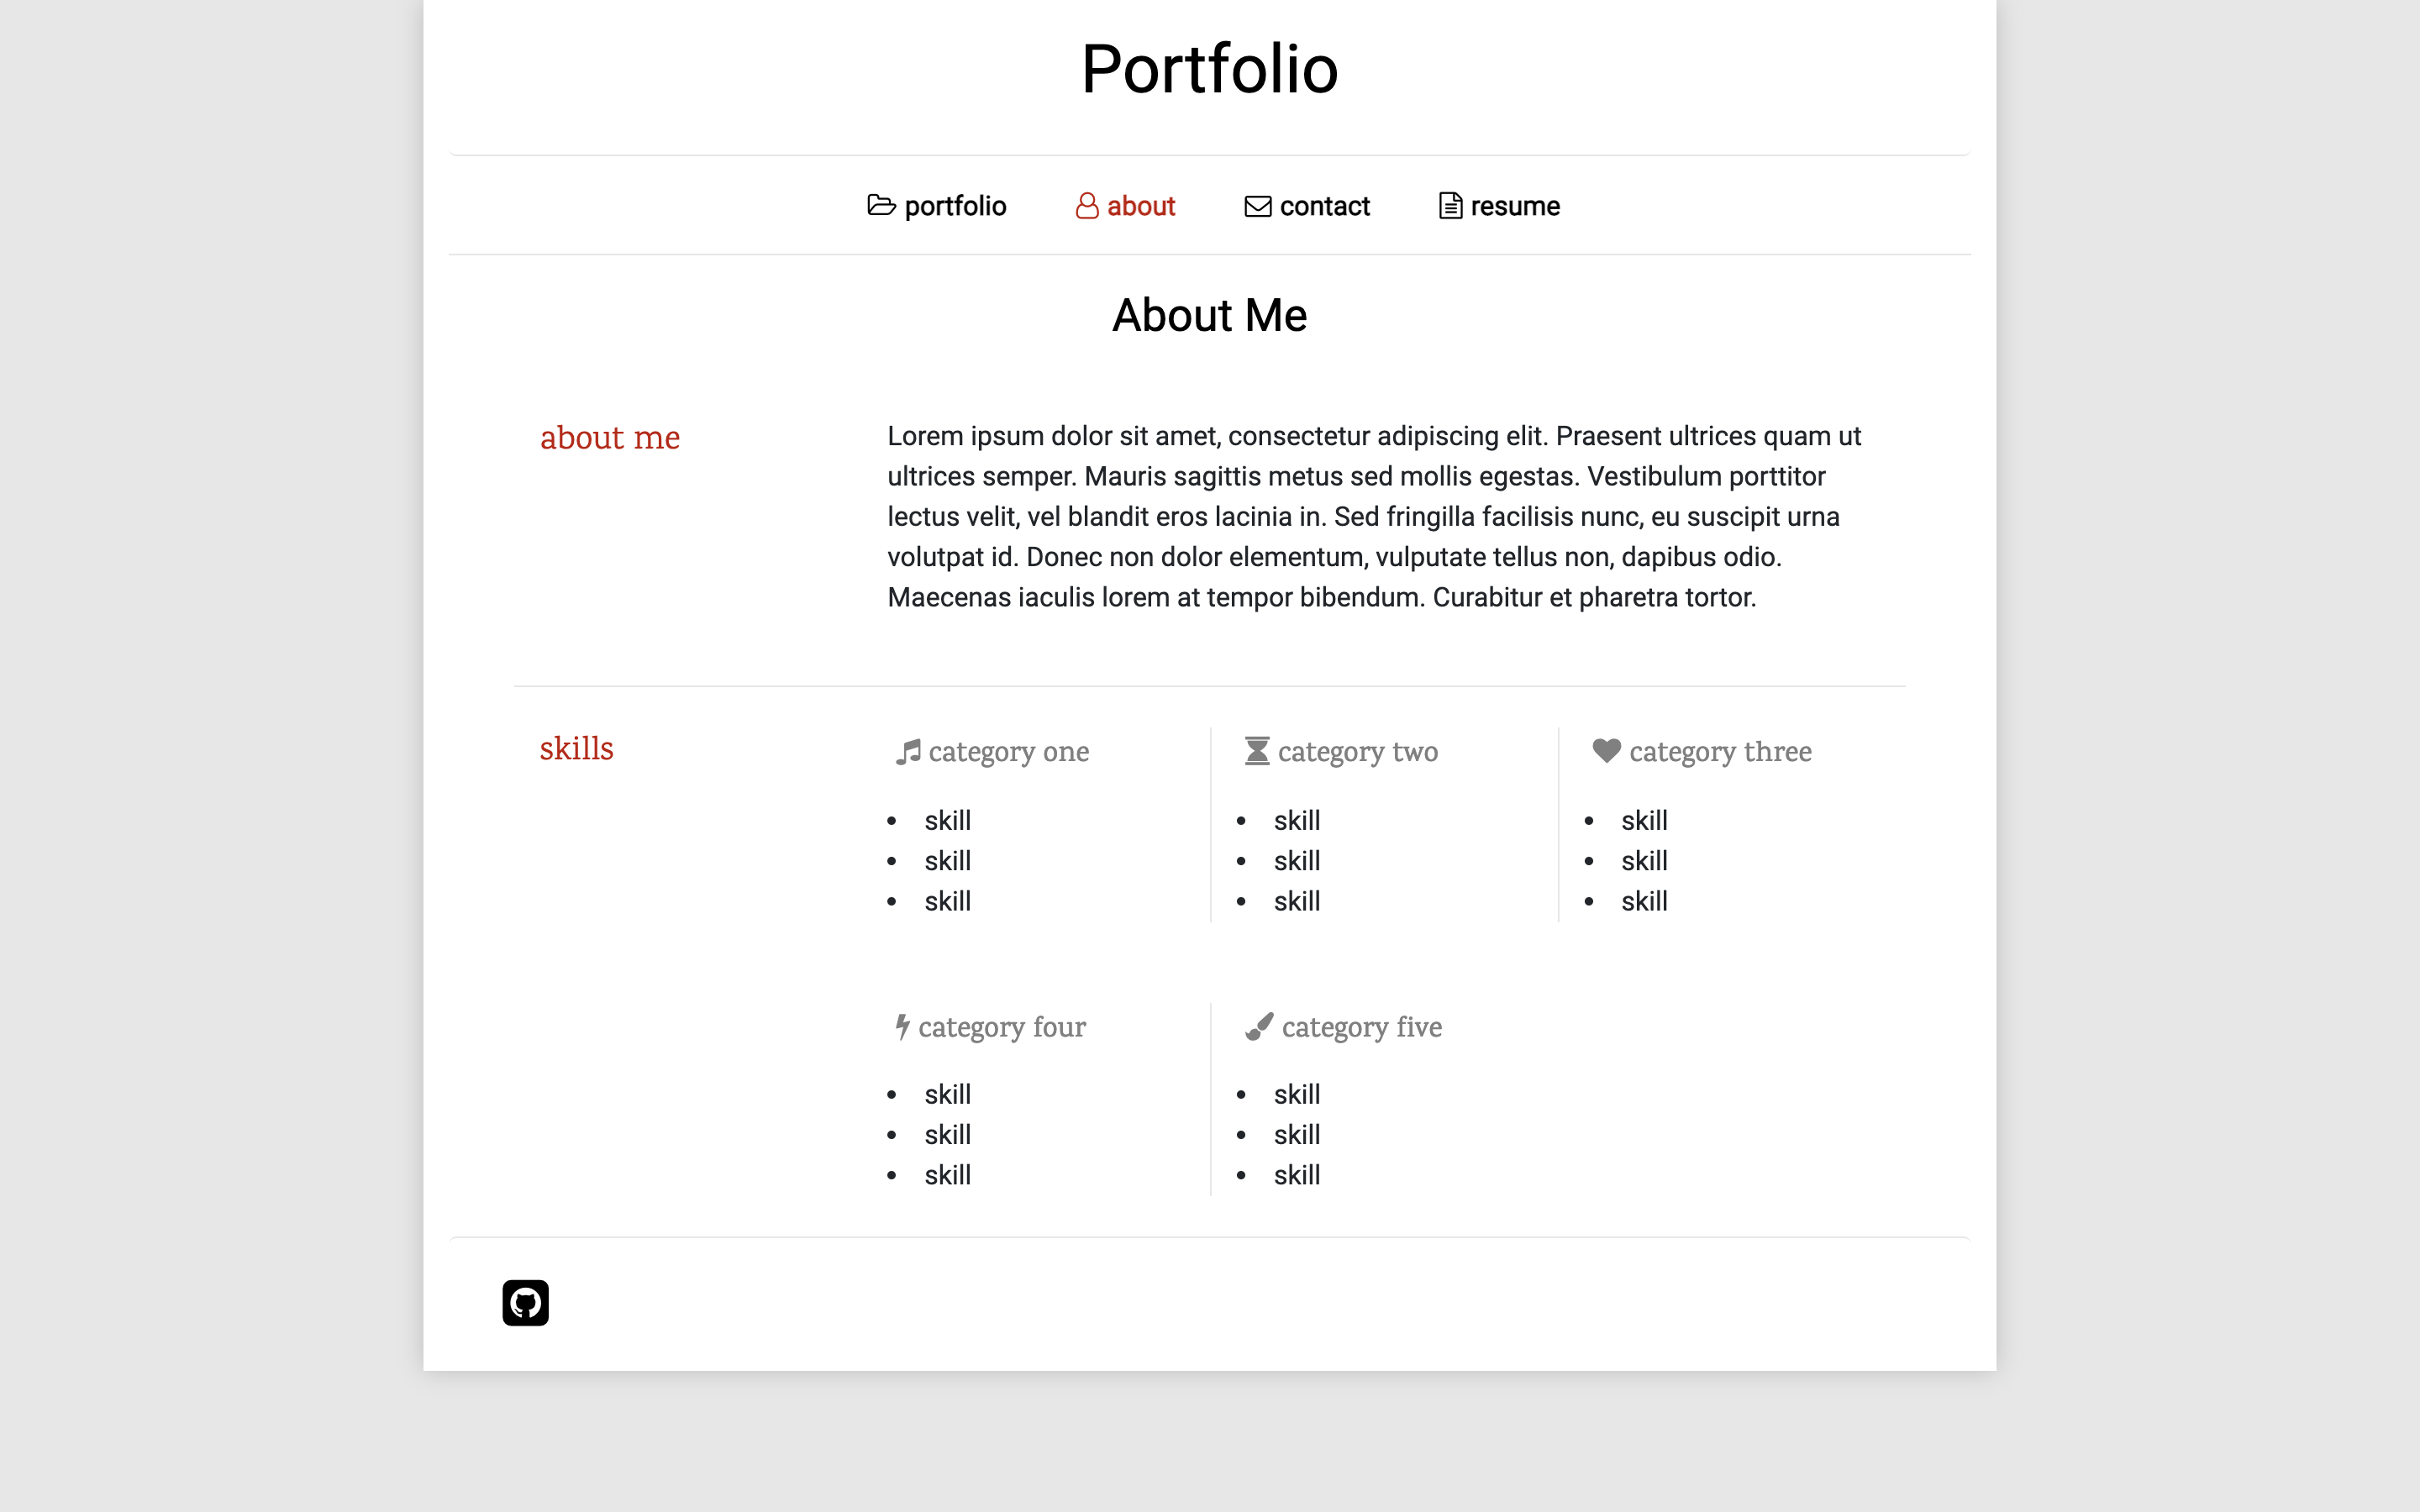 Portfolio
portfolio about contact resume
About Me
about me
Lorem ipsum dolor sit amet, consectetur adipiscing elit. Praesent ultrices quam ut
ultrices semper. Mauris sagittis metus sed mollis egestas. Vestibulum porttitor
lectus velit, vel blandit eros lacinia in. Sed fringilla facilisis nunc, eu suscipit urna
volutpat id. Donec non dolor elementum, vulputate tellus non, dapibus odio.
Maecenas iaculis lorem at tempor bibendum. Curabitur et pharetra tortor.
skills
category one
• skill
• skill
• skill
category two
• skill
• skill
• skill
category three
• skill
• skill
• skill
category four
• skill
• skill
• skill
category five
• skill
• skill
• skill